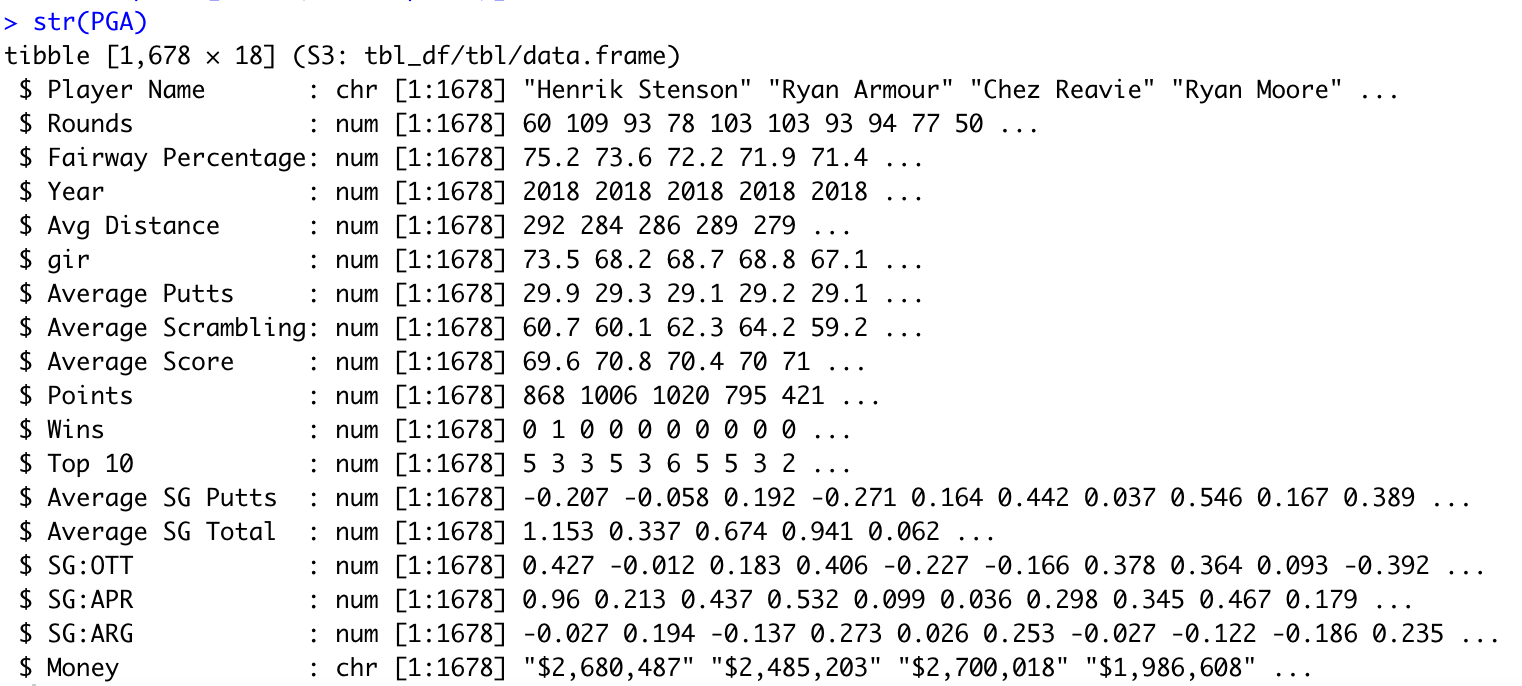 > str(PGA)
tibble [1,678 × 18] (S3: tbl_df/tbl/data.frame)
 $ Player Name       : chr [1:1678] "Henrik Stenson" "Ryan Armour" "Chez Reavie" "Ryan Moore" ...
 $ Rounds            : num [1:1678] 60 109 93 78 103 103 93 94 77 50 ...
 $ Fairway Percentage: num [1:1678] 75.2 73.6 72.2 71.9 71.4 ...
 $ Year              : num [1:1678] 2018 2018 2018 2018 2018 ...
 $ Avg Distance      : num [1:1678] 292 284 286 289 279 ...
 $ gir               : num [1:1678] 73.5 68.2 68.7 68.8 67.1 ...
 $ Average Putts     : num [1:1678] 29.9 29.3 29.1 29.2 29.1 ...
 $ Average Scrambling: num [1:1678] 60.7 60.1 62.3 64.2 59.2 ...
 $ Average Score     : num [1:1678] 69.6 70.8 70.4 70 71 ...
 $ Points            : num [1:1678] 868 1006 1020 795 421 ...
 $ Wins              : num [1:1678] 0 1 0 0 0 0 0 0 0 0 ...
 $ Top 10            : num [1:1678] 5 3 3 5 3 6 5 5 3 2 ...
 $ Average SG Putts  : num [1:1678] -0.207 -0.058 0.192 -0.271 0.164 0.442 0.037 0.546 0.167 0.389 ...
 $ Average SG Total  : num [1:1678] 1.153 0.337 0.674 0.941 0.062 ...
 $ SG:OTT            : num [1:1678] 0.427 -0.012 0.183 0.406 -0.227 -0.166 0.378 0.364 0.093 -0.392 ...
 $ SG:APR            : num [1:1678] 0.96 0.213 0.437 0.532 0.099 0.036 0.298 0.345 0.467 0.179 ...
 $ SG:ARG            : num [1:1678] -0.027 0.194 -0.137 0.273 0.026 0.253 -0.027 -0.122 -0.186 0.235 ...
 $ Money             : chr [1:1678] "$2,680,487" "$2,485,203" "$2,700,018" "$1,986,608" ...